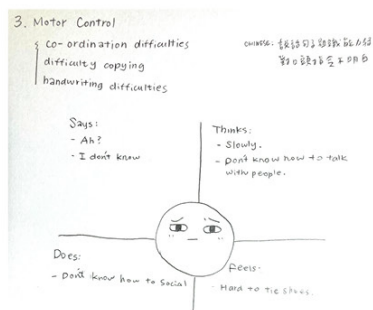 3. Motor Control
co-ordination difficulties
difficulty copying
handwriting difficulties
CHINESE:
Says:
- Ah?
- I don't know
Thinks:
- Slowly.
- Don't know how to talk
with people.
Does:
- Don't know how to social
Feels.
- Hard to tie shoes.